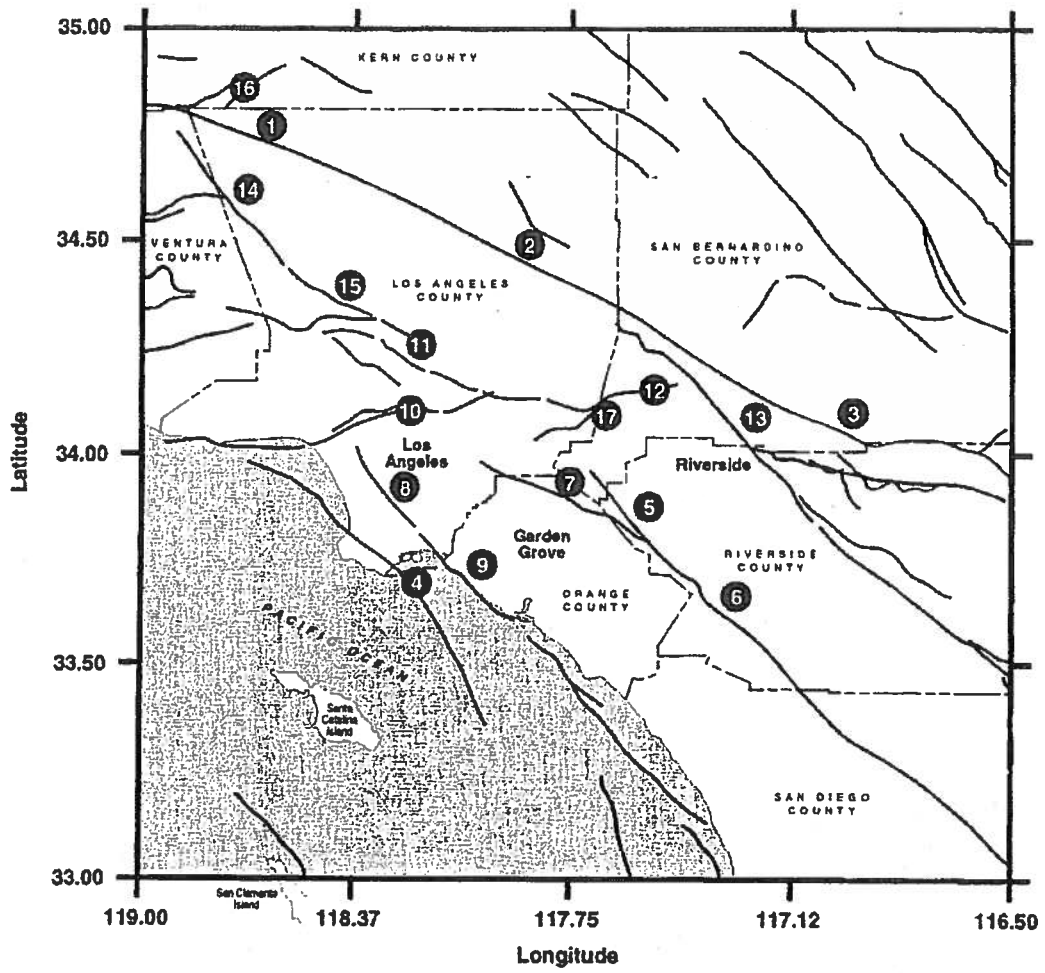 35.00
KERN COUNTY
16
1
14
34.50
VENTURA
COUNTY
2
SAN BERNARDINO
COUNTY
15
LOS ANGELES
COUNTY
11
12
10
17
13
3
34.00
Los
Angeles
Riverside
8
7
5
Garden
Grove
9
RIVERSIDE
COUNTY
4
ORANGE
COUNTY
6
PACIFIC OCEAN
33.50
Santa
Catalina
Island
SAN DIEGO
COUNTY
33.00
San Clemente
Island
119.00
118.37
117.75
117.12
116.50
Latitude
Longitude